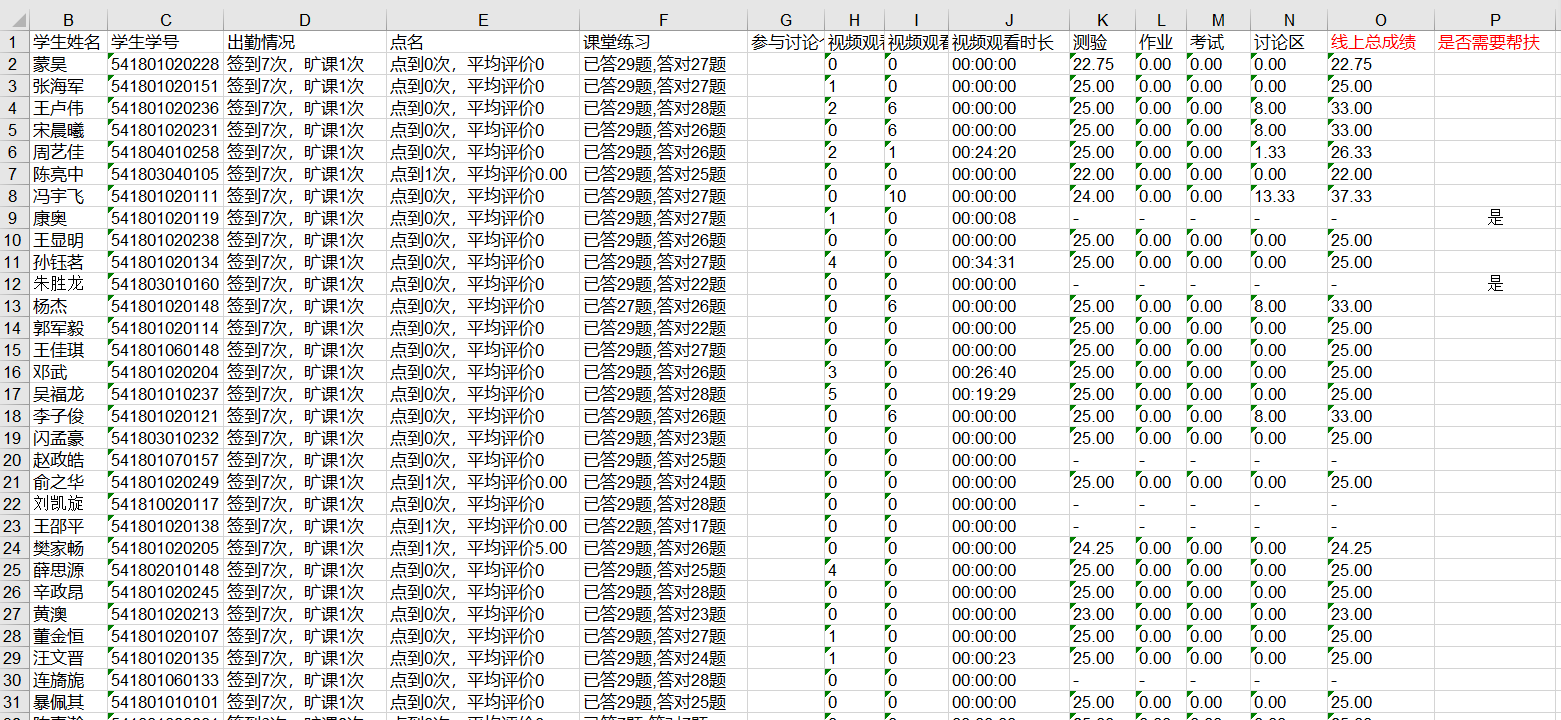 B C D E F G H I J K L M N O P
1 学生姓名 学生学号 出勤情况 点名 课堂练习 参与讨论 视频观看 视频观看 视频观看时长 测验 作业 考试 讨论区 线上总成绩 是否需要帮扶
2 蒙昊 541801020228 签到7次，旷课1次 点到0次，平均评价0 已答29题,答对27题 0 0 00:00:00 22.75 0.00 0.00 0.00 22.75
3 张海军 541801020151 签到7次，旷课1次 点到0次，平均评价0 已答29题,答对27题 1 0 00:00:00 25.00 0.00 0.00 0.00 25.00
4 王卢伟 541801020236 签到7次，旷课1次 点到0次，平均评价0 已答29题,答对28题 2 6 00:00:00 25.00 0.00 0.00 8.00 33.00
5 宋晨曦 541801020231 签到7次，旷课1次 点到0次，平均评价0 已答29题,答对26题 0 6 00:00:00 25.00 0.00 0.00 8.00 33.00
6 周艺佳 541804010258 签到7次，旷课1次 点到0次，平均评价0 已答29题,答对26题 2 1 00:24:20 25.00 0.00 0.00 1.33 26.33
7 陈亮中 541803040105 签到7次，旷课1次 点到1次，平均评价0.00 已答29题,答对25题 0 0 00:00:00 22.00 0.00 0.00 0.00 22.00
8 冯宇飞 541801020111 签到7次，旷课1次 点到0次，平均评价0 已答29题,答对27题 0 10 00:00:00 24.00 0.00 0.00 13.33 37.33
9 康奥 541801020119 签到7次，旷课1次 点到0次，平均评价0 已答29题,答对27题 1 0 00:00:08 - - - - - 是
10 王显明 541801020238 签到7次，旷课1次 点到0次，平均评价0 已答29题,答对26题 0 0 00:00:00 25.00 0.00 0.00 0.00 25.00
11 孙钰茗 541801020134 签到7次，旷课1次 点到0次，平均评价0 已答29题,答对27题 4 0 00:34:31 25.00 0.00 0.00 0.00 25.00
12 朱胜龙 541803010160 签到7次，旷课1次 点到0次，平均评价0 已答29题,答对22题 0 0 00:00:00 - - - - - 是
13 杨杰 541801020148 签到7次，旷课1次 点到0次，平均评价0 已答27题,答对26题 0 6 00:00:00 25.00 0.00 0.00 8.00 33.00
14 郭军毅 541801020114 签到7次，旷课1次 点到0次，平均评价0 已答29题,答对22题 0 0 00:00:00 25.00 0.00 0.00 0.00 25.00
15 王佳琪 541801060148 签到7次，旷课1次 点到0次，平均评价0 已答29题,答对27题 0 0 00:00:00 25.00 0.00 0.00 0.00 25.00
16 邓武 541801020204 签到7次，旷课1次 点到0次，平均评价0 已答29题,答对26题 3 0 00:26:40 25.00 0.00 0.00 0.00 25.00
17 吴福龙 541801010237 签到7次，旷课1次 点到0次，平均评价0 已答29题,答对28题 5 0 00:19:29 25.00 0.00 0.00 0.00 25.00
18 李子俊 541801020121 签到7次，旷课1次 点到0次，平均评价0 已答29题,答对26题 0 6 00:00:00 25.00 0.00 0.00 8.00 33.00
19 闪孟豪 541803010232 签到7次，旷课1次 点到0次，平均评价0 已答29题,答对23题 0 0 00:00:00 25.00 0.00 0.00 0.00 25.00
20 赵政皓 541801070157 签到7次，旷课1次 点到0次，平均评价0 已答29题,答对25题 0 0 00:00:00 - - - - -
21 俞之华 541801020249 签到7次，旷课1次 点到1次，平均评价0.00 已答29题,答对24题 0 0 00:00:00 25.00 0.00 0.00 0.00 25.00
22 刘凯旋 541810020117 签到7次，旷课1次 点到0次，平均评价0 已答29题,答对28题 0 0 00:00:00 - - - - -
23 王邵平 541801020138 签到7次，旷课1次 点到1次，平均评价0.00 已答22题,答对17题 0 0 00:00:00 - - - - -
24 樊家畅 541801020205 签到7次，旷课1次 点到1次，平均评价5.00 已答29题,答对26题 0 0 00:00:00 24.25 0.00 0.00 0.00 24.25
25 薛思源 541802010148 签到7次，旷课1次 点到0次，平均评价0 已答29题,答对25题 4 0 00:00:00 25.00 0.00 0.00 0.00 25.00
26 辛政昂 541801020245 签到7次，旷课1次 点到0次，平均评价0 已答29题,答对28题 0 0 00:00:00 25.00 0.00 0.00 0.00 25.00
27 黄澳 541801020213 签到7次，旷课1次 点到0次，平均评价0 已答29题,答对23题 0 0 00:00:00 23.00 0.00 0.00 0.00 23.00
28 董金恒 541801020107 签到7次，旷课1次 点到0次，平均评价0 已答29题,答对27题 1 0 00:00:00 25.00 0.00 0.00 0.00 25.00
29 汪文晋 541801020135 签到7次，旷课1次 点到0次，平均评价0 已答29题,答对24题 1 0 00:00:23 25.00 0.00 0.00 0.00 25.00
30 连旖旎 541801060133 签到7次，旷课1次 点到0次，平均评价0 已答29题,答对28题 0 0 00:00:00 - - - - -
31 暴佩其 541801010101 签到7次，旷课1次 点到0次，平均评价0 已答29题,答对25题 0 0 00:00:00 25.00 0.00 0.00 0.00 25.00